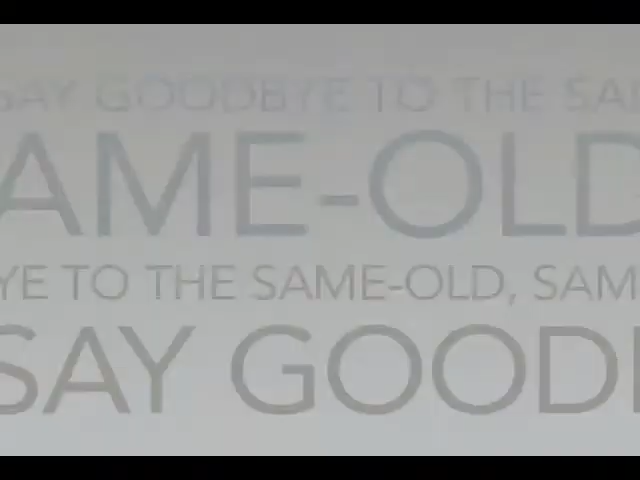 SAY GOODBYE TO THE SA
AME-OLD
YE TO THE SAME-OLD, SAM
SAY GOOD